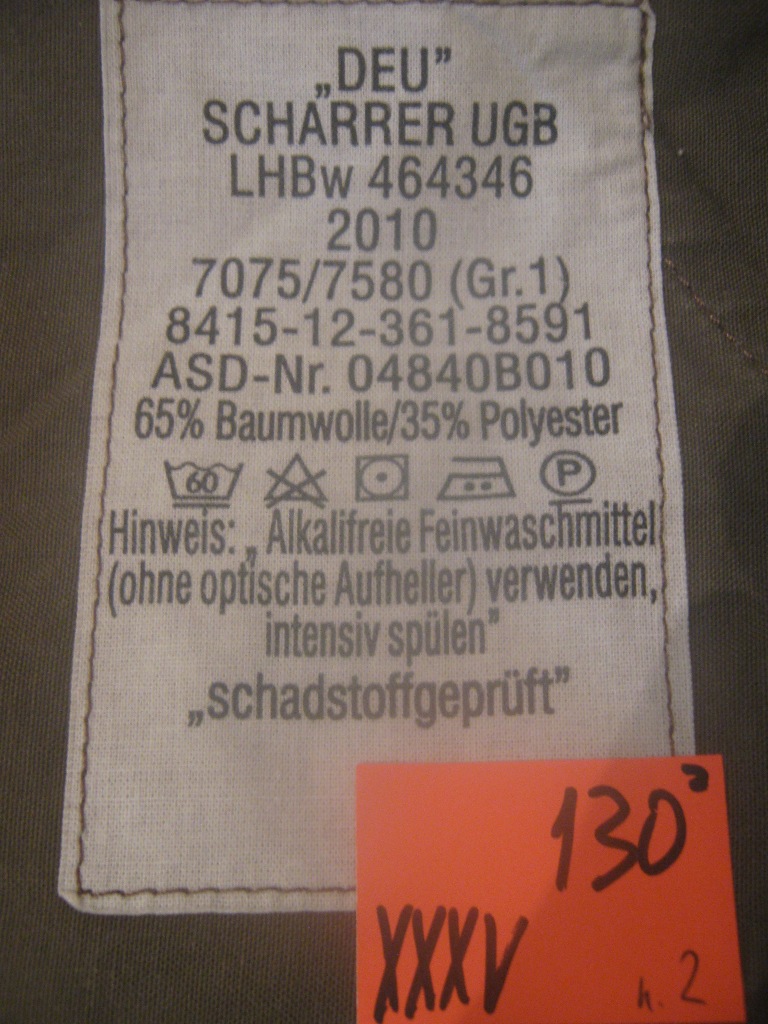 „DEU”
SCHARRER UGB
LHBw 464346
2010
7075/7580 (Gr.1)
8415-12-361-8591
ASD-Nr. 04840B010
65% Baumwolle/35% Polyester
60 P
Hinweis: „ Alkalifreie Feinwaschmittel
(ohne optische Aufheller) verwenden,
intensiv spülen”
„schadstoffgeprüft”
130
XXXV
h. 2